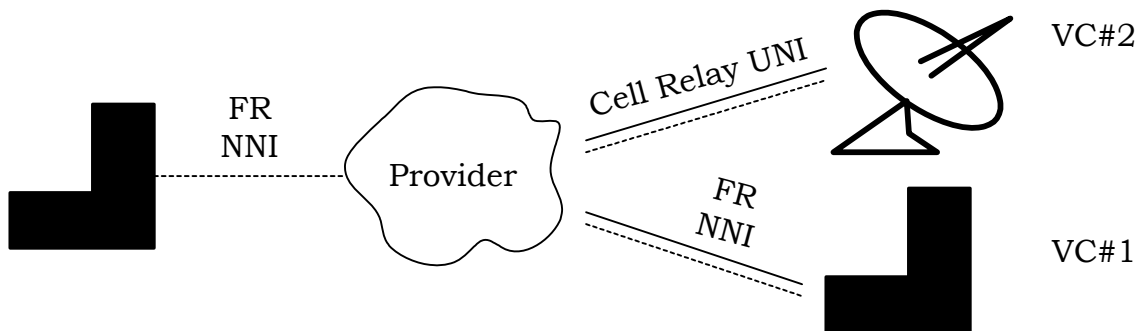 FR
NNI
Provider
Cell Relay UNI
VC#2
FR
NNI
VC#1